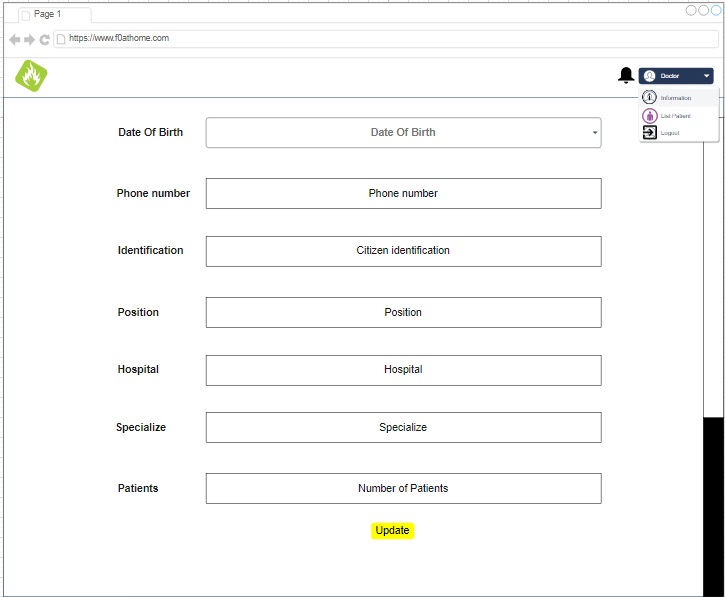 Page 1
https://www.f0athome.com
Doctor
Information
List Patient
Logout
Date Of Birth Date Of Birth
Phone number Phone number
Identification Citizen identification
Position Position
Hospital Hospital
Specialize Specialize
Patients Number of Patients
Update